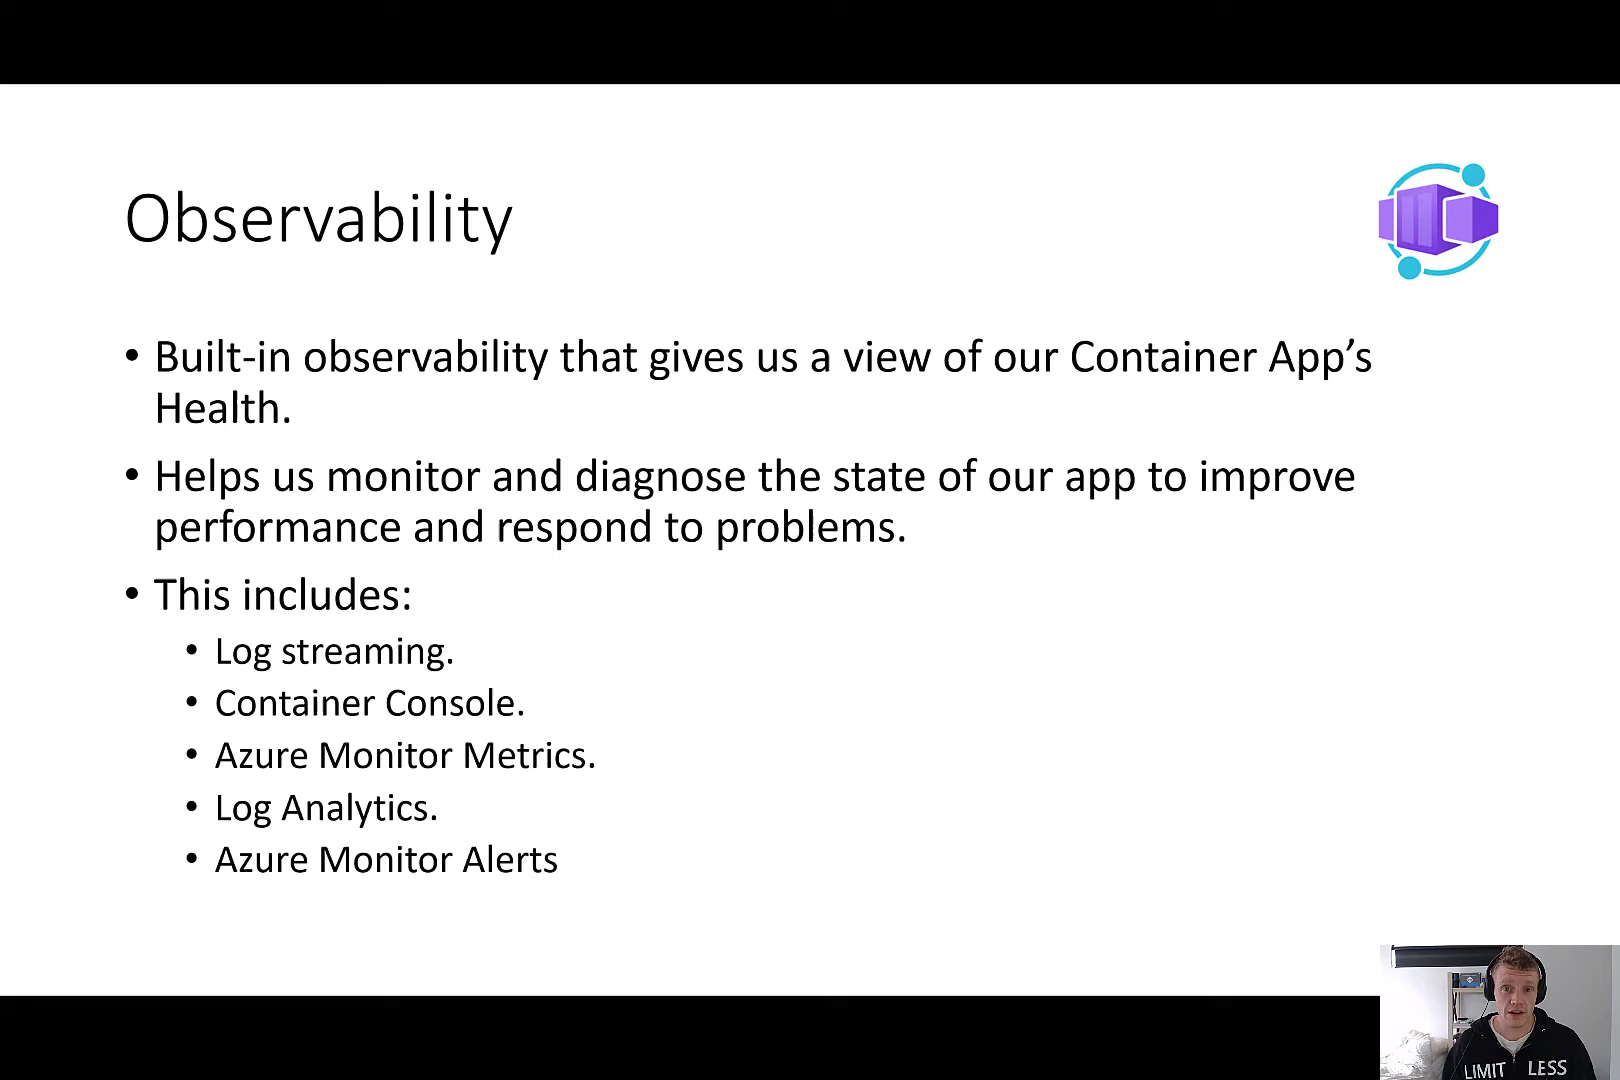 Observability
• Built-in observability that gives us a view of our Container App’s
Health.
• Helps us monitor and diagnose the state of our app to improve
performance and respond to problems.
• This includes:
• Log streaming.
• Container Console.
• Azure Monitor Metrics.
• Log Analytics.
• Azure Monitor Alerts
LIMIT LESS